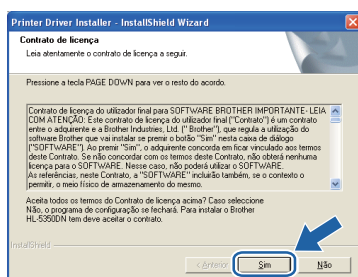 Printer Driver Installer - InstallShield Wizard
Contrato de licença
Leia atentamente o contrato de licença a seguir.
Pressione a tecla PAGE DOWN para ver o resto do acordo.
Contrato de licença do utilizador final para SOFTWARE BROTHER IMPORTANTE - LEIA
COM ATENÇÃO: Este contrato de licença do utilizador final ("Contrato") é um contrato
entre o adquirente e a Brother Industries, Ltd. (" Brother"), que regula a utilização do
software Brother que vai instalar se premir o botão "Sim" nesta caixa de diálogo
("SOFTWARE"). Ao premir "Sim", o adquirente concorda em ficar vinculado aos termos
deste Contrato. Se não concordar com os termos deste Contrato, não obterá nenhuma
licença para o SOFTWARE. Nesse caso, não poderá utilizar o SOFTWARE.
As referências, neste Contrato, a "SOFTWARE" incluirão também, se o contexto o
permitir, o meio físico de armazenamento do mesmo.
Aceita todos os termos do Contrato de licença acima? Caso seleccione
Não, o programa de configuração se fechará. Para instalar o Brother
HL-5350DN tem deve aceitar o contrato.
InstallShield
< Anterior Sim Não